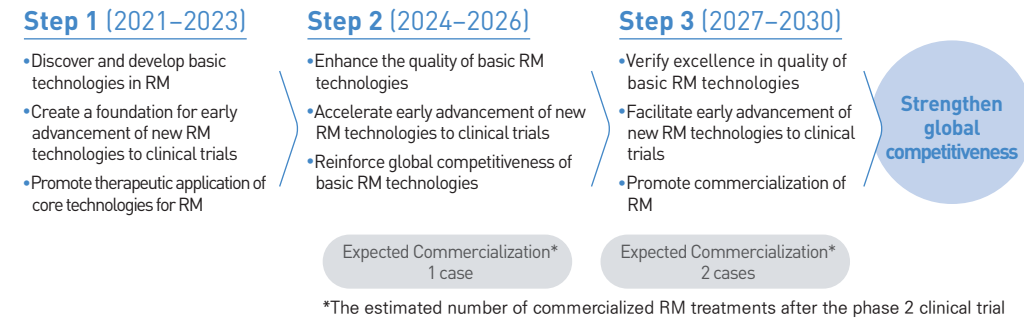 Step 1 (2021–2023)
•Discover and develop basic
technologies in RM
•Create a foundation for early
advancement of new RM
technologies to clinical trials
•Promote therapeutic application of
core technologies for RM
Step 2 (2024–2026)
•Enhance the quality of basic RM
technologies
•Accelerate early advancement of new
RM technologies to clinical trials
•Reinforce global competitiveness of
basic RM technologies
Expected Commercialization*
1 case
Step 3 (2027–2030)
•Verify excellence in quality of
basic RM technologies
•Facilitate early advancement of
new RM technologies to clinical
trials
•Promote commercialization of
RM
Expected Commercialization*
2 cases
Strengthen
global
competitiveness
*The estimated number of commercialized RM treatments after the phase 2 clinical trial